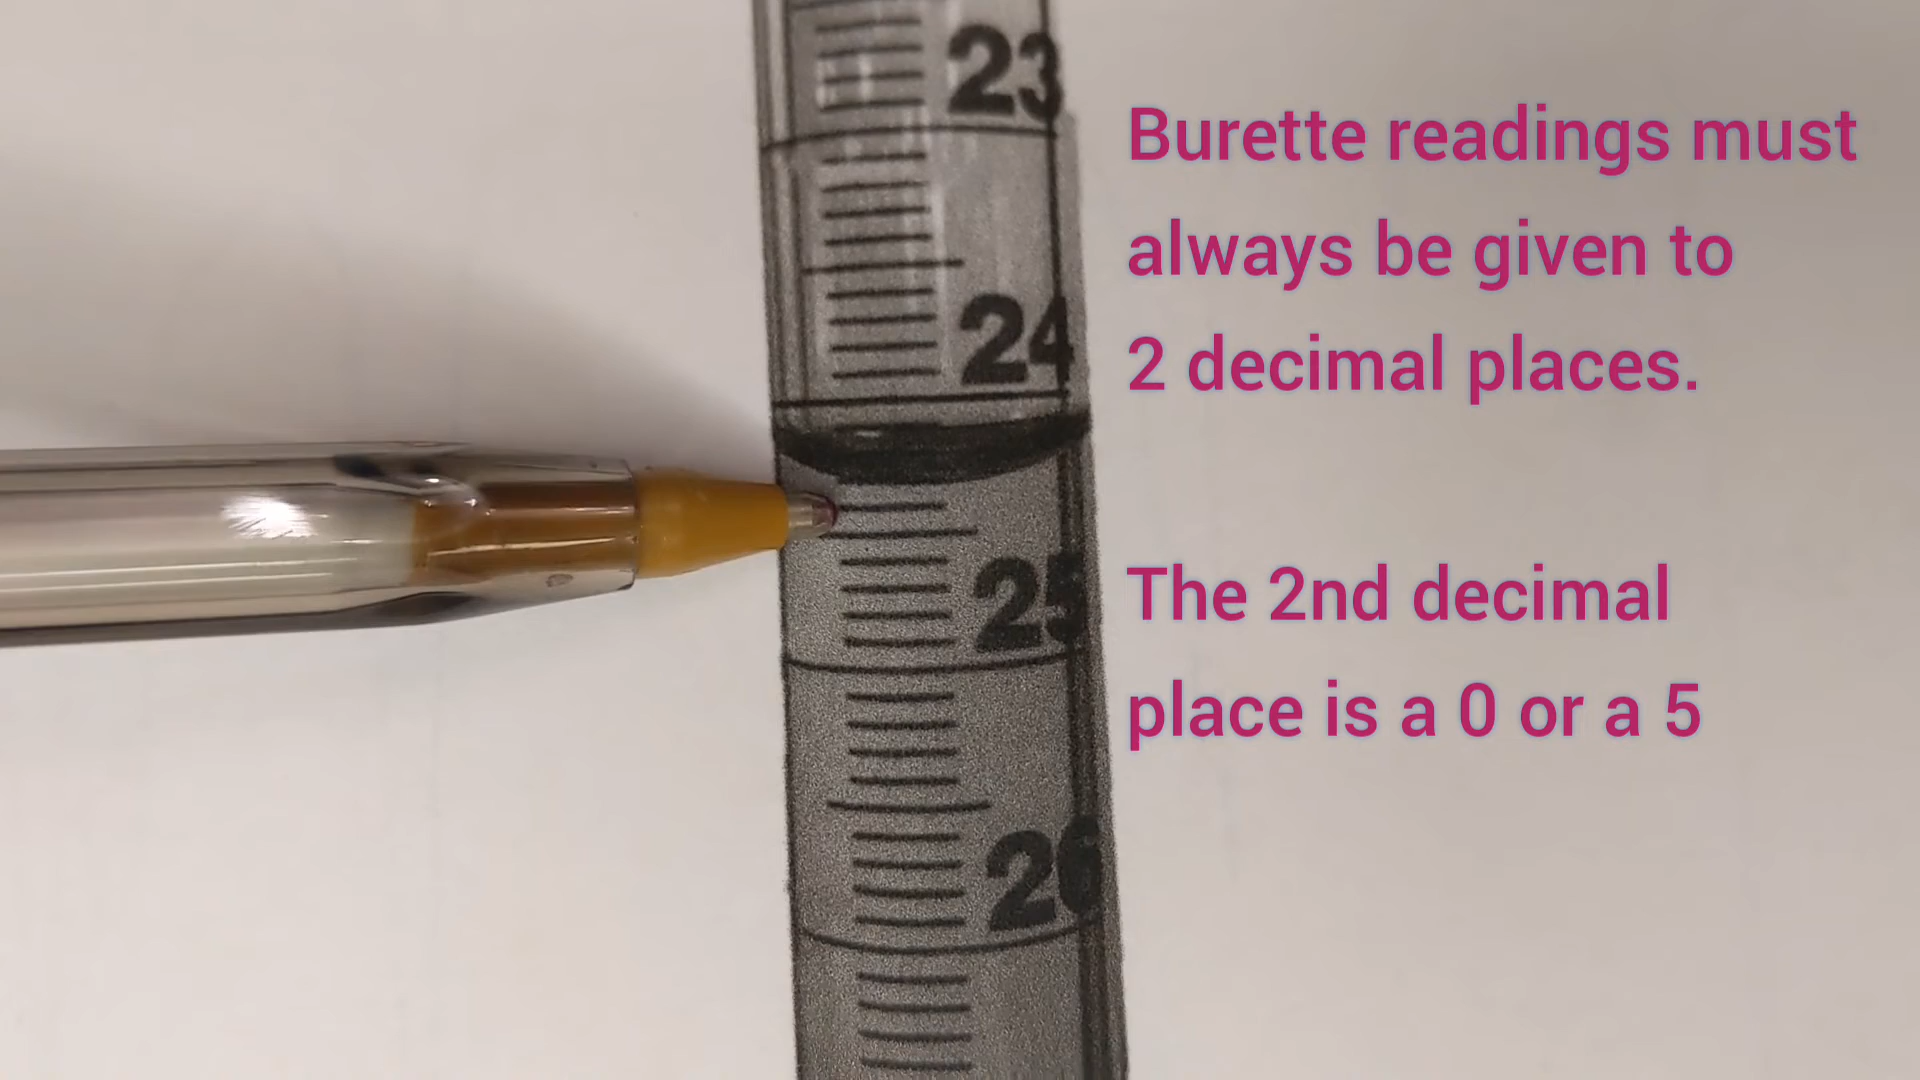 23
24
25
26
Burette readings must
always be given to
2 decimal places.
The 2nd decimal
place is a 0 or a 5